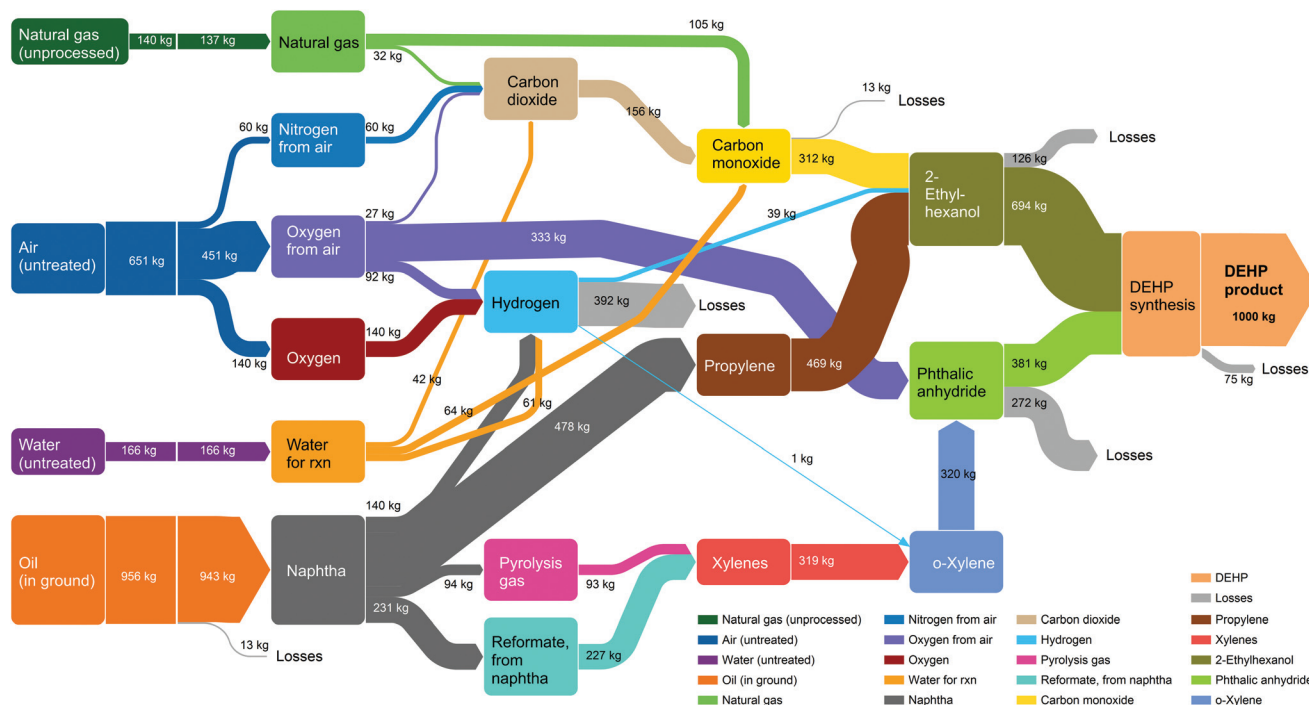 105 kg
Natural gas
(unprocessed)
140 kg
137 kg
Natural gas
32 kg
Carbon
dioxide
156 kg
13 kg
Losses
60 kg
Nitrogen
from air
60 kg
Carbon
monoxide
312 kg
2-
Ethyl-
hexanol
126 kg
Losses
694 kg
Air
(untreated)
651 kg
451 kg
Oxygen
from air
27 kg
333 kg
92 kg
39 kg
Hydrogen
392 kg
Losses
DEHP
synthesis
DEHP
product
1000 kg
75 kg
Losses
140 kg
Oxygen
140 kg
42 kg
64 kg
61 kg
Propylene
469 kg
Phthalic
anhydride
381 kg
272 kg
Losses
Water
(untreated)
166 kg
166 kg
Water
for rxn
478 kg
1 kg
320 kg
Oil
(in ground)
956 kg
943 kg
13 kg
Losses
Naphtha
140 kg
94 kg
231 kg
Pyrolysis
gas
93 kg
Xylenes
319 kg
o-Xylene
Reformate,
from
naphtha
227 kg
Natural gas (unprocessed)
Air (untreated)
Water (untreated)
Oil (in ground)
Natural gas
Nitrogen from air
Oxygen from air
Oxygen
Water for rxn
Naphtha
Carbon dioxide
Hydrogen
Pyrolysis gas
Reformate, from naphtha
Carbon monoxide
DEHP
Losses
Propylene
Xylenes
2-Ethylhexanol
Phthalic anhydride
o-Xylene